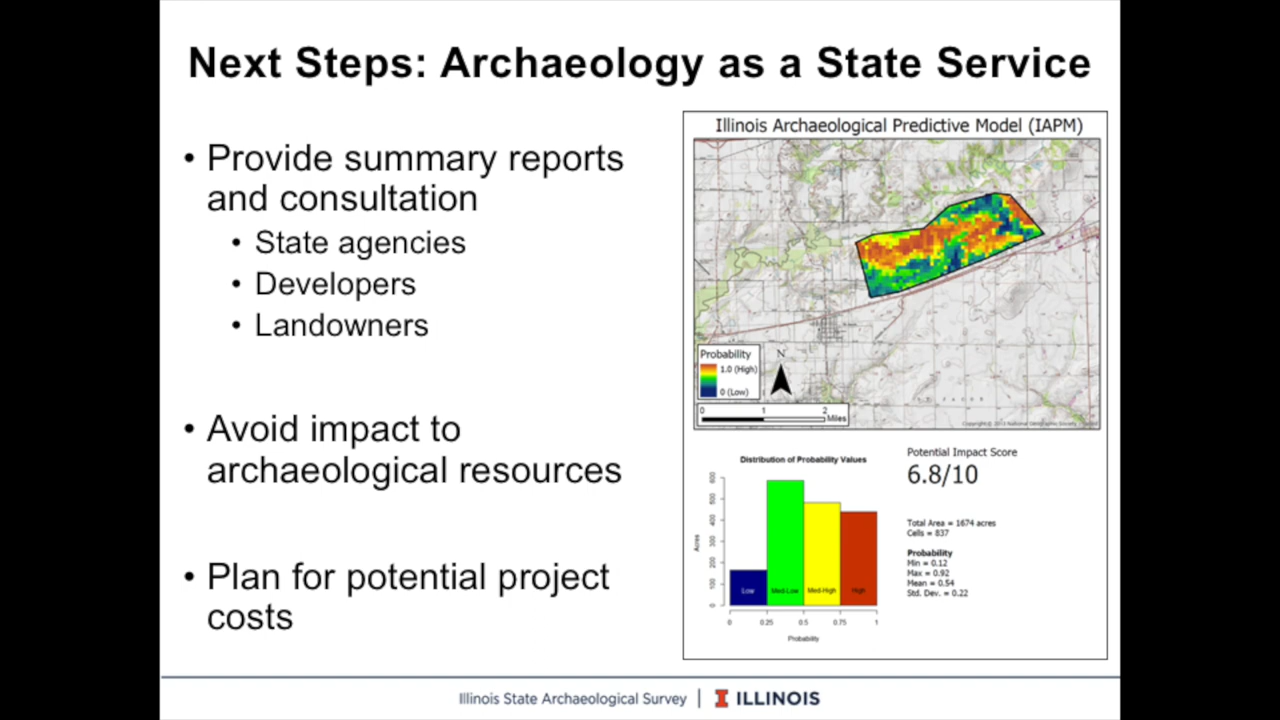 Next Steps: Archaeology as a State Service
• Provide summary reports
and consultation
• State agencies
• Developers
• Landowners
• Avoid impact to
archaeological resources
• Plan for potential project
costs
Illinois Archaeological Predictive Model (IAPM)
Probability
1.0 (High)
0 (Low)
N
0 1 2
Miles
Distribution of Probability Values
Acres
600
500
400
300
200
100
0
Low Med-Low Med-High High
0 0.25 0.5 0.75 1
Probability
Potential Impact Score
6.8/10
Total Area = 1674 acres
Cells = 837
Probability
Min = 0.12
Max = 0.92
Mean = 0.54
Std. Dev. = 0.22
Illinois State Archaeological Survey | I ILLINOIS